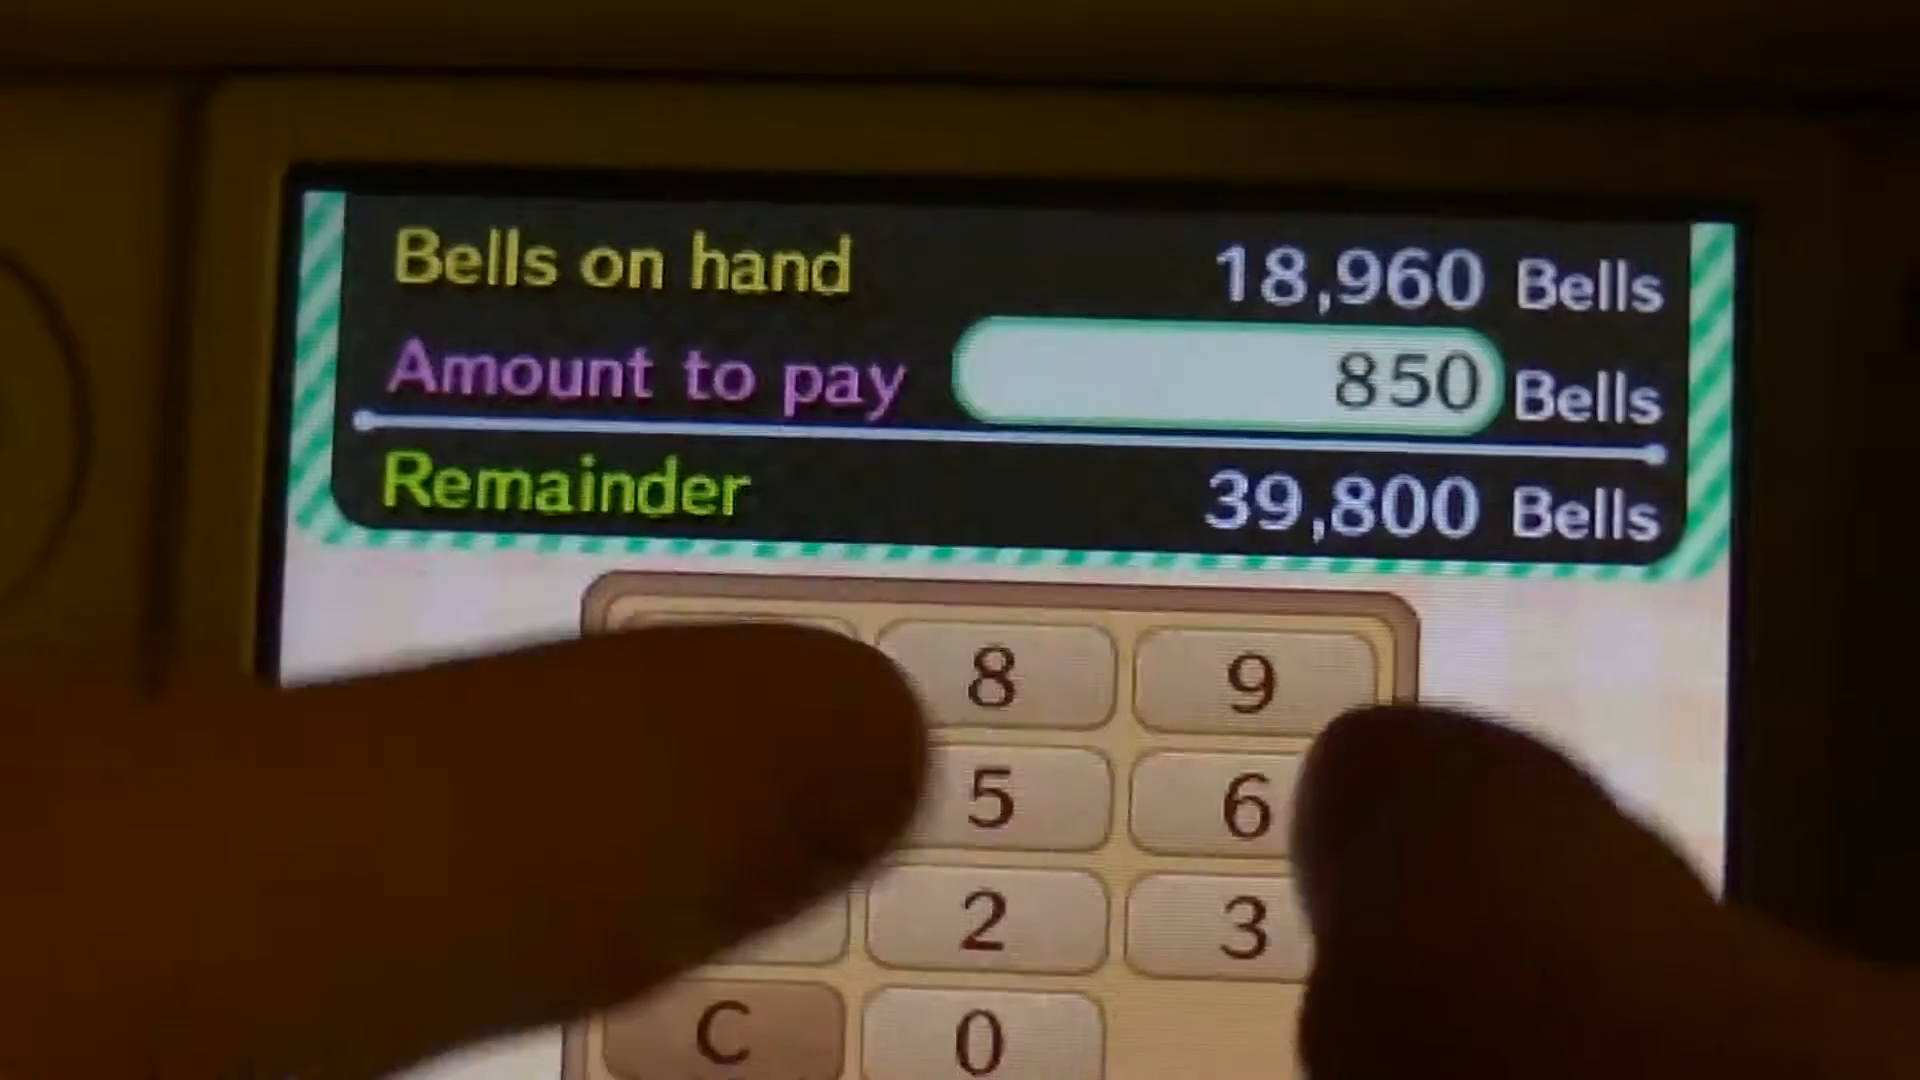 Bells on hand 18,960 Bells
Amount to pay 850 Bells
Remainder 39,800 Bells
8 9
5 6
2 3
C 0